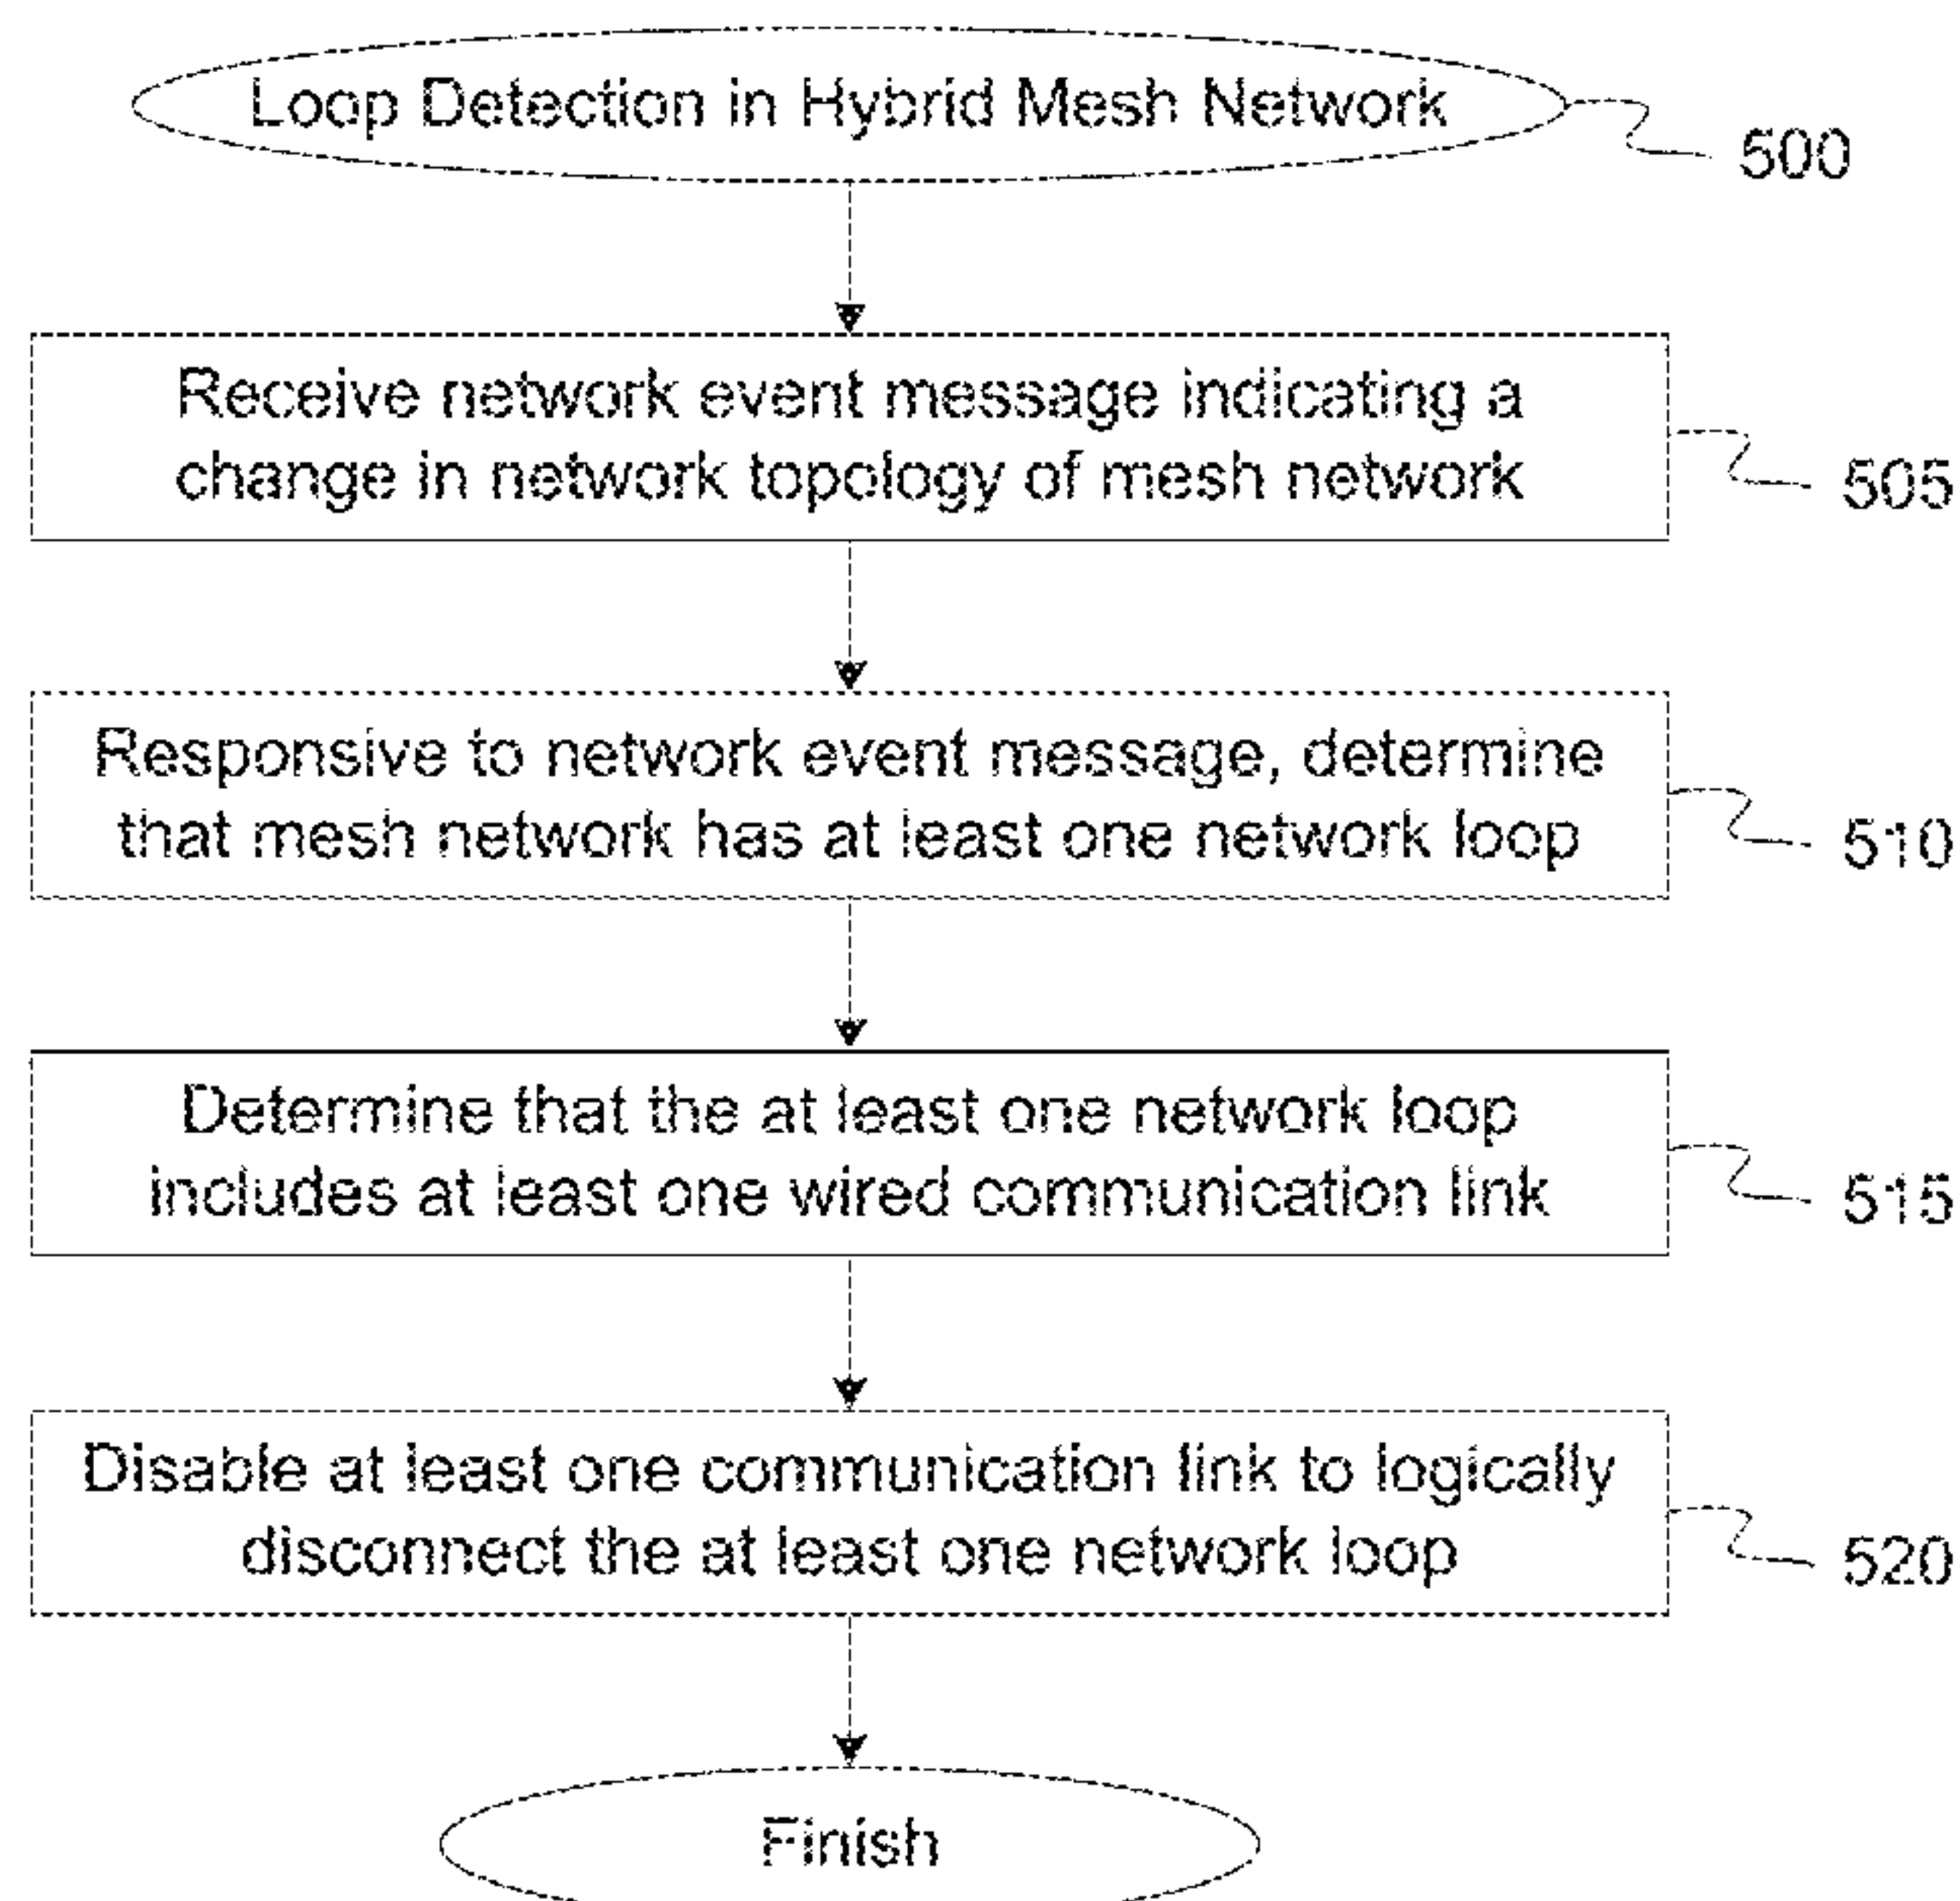 Loop Detection in Hybrid Mesh Network
500
Receive network event message indicating a
change in network topology of mesh network
505
Responsive to network event message, determine
that mesh network has at least one network loop
510
Determine that the at least one network loop
includes at least one wired communication link
515
Disable at least one communication link to logically
disconnect the at least one network loop
520
Finish